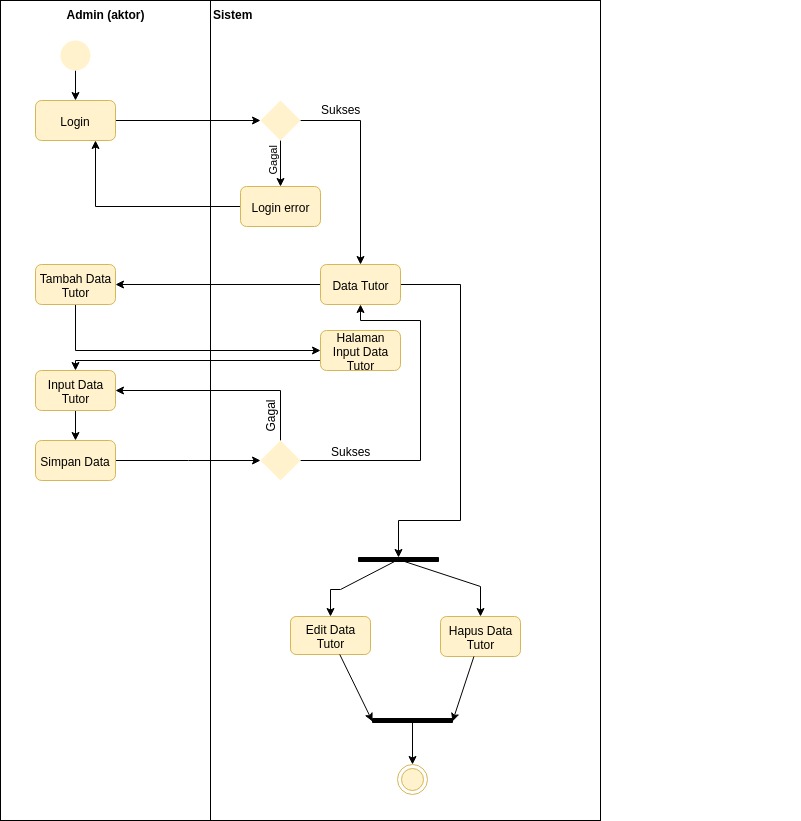 Admin (aktor)
Sistem
Login
Sukses
Gagal
Login error
Tambah Data
Tutor
Data Tutor
Halaman
Input Data
Tutor
Input Data
Tutor
Gagal
Simpan Data
Sukses
Edit Data
Tutor
Hapus Data
Tutor